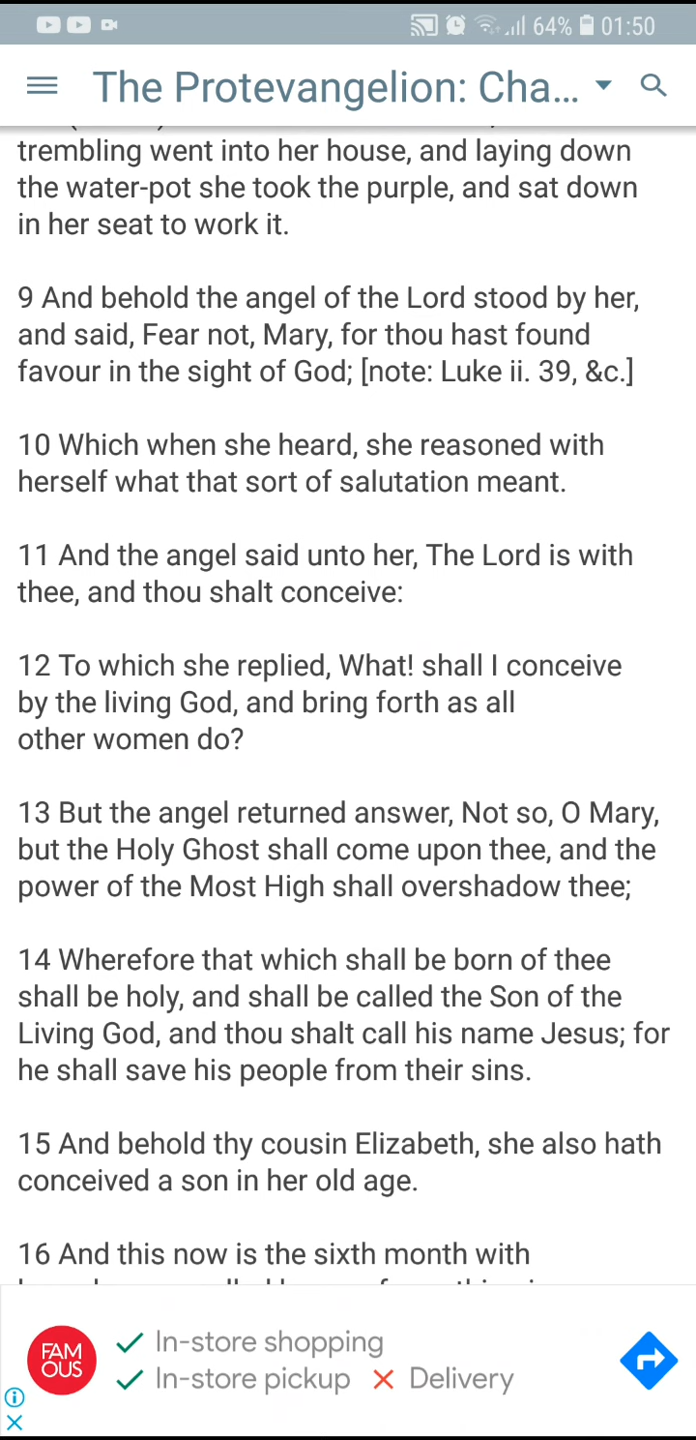 64% 01:50
The Protevangelion: Cha...
trembling went into her house, and laying down
the water-pot she took the purple, and sat down
in her seat to work it.
9 And behold the angel of the Lord stood by her,
and said, Fear not, Mary, for thou hast found
favour in the sight of God; [note: Luke ii. 39, &c.]
10 Which when she heard, she reasoned with
herself what that sort of salutation meant.
11 And the angel said unto her, The Lord is with
thee, and thou shalt conceive:
12 To which she replied, What! shall I conceive
by the living God, and bring forth as all
other women do?
13 But the angel returned answer, Not so, O Mary,
but the Holy Ghost shall come upon thee, and the
power of the Most High shall overshadow thee;
14 Wherefore that which shall be born of thee
shall be holy, and shall be called the Son of the
Living God, and thou shalt call his name Jesus; for
he shall save his people from their sins.
15 And behold thy cousin Elizabeth, she also hath
conceived a son in her old age.
16 And this now is the sixth month with
FAM
OUS
In-store shopping
In-store pickup Delivery